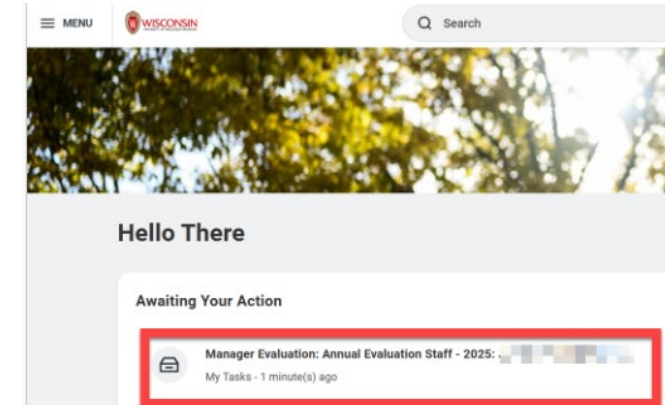 MENU
WISCONSIN
Search
Hello There
Awaiting Your Action
Manager Evaluation: Annual Evaluation Staff - 2025:
My Tasks - 1 minute(s) ago